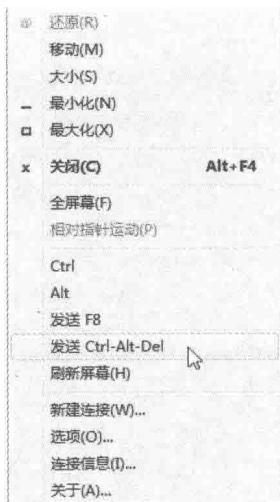 还原(R)
移动(M)
大小(S)
最小化(N)
最大化(X)
关闭(C) Alt+F4
全屏幕(F)
相对指针运动(P)
Ctrl
Alt
发送 F8
发送 Ctrl-Alt-Del
刷新屏幕(H)
新建连接(W)...
选项(O)...
连接信息(I)...
关于(A)...